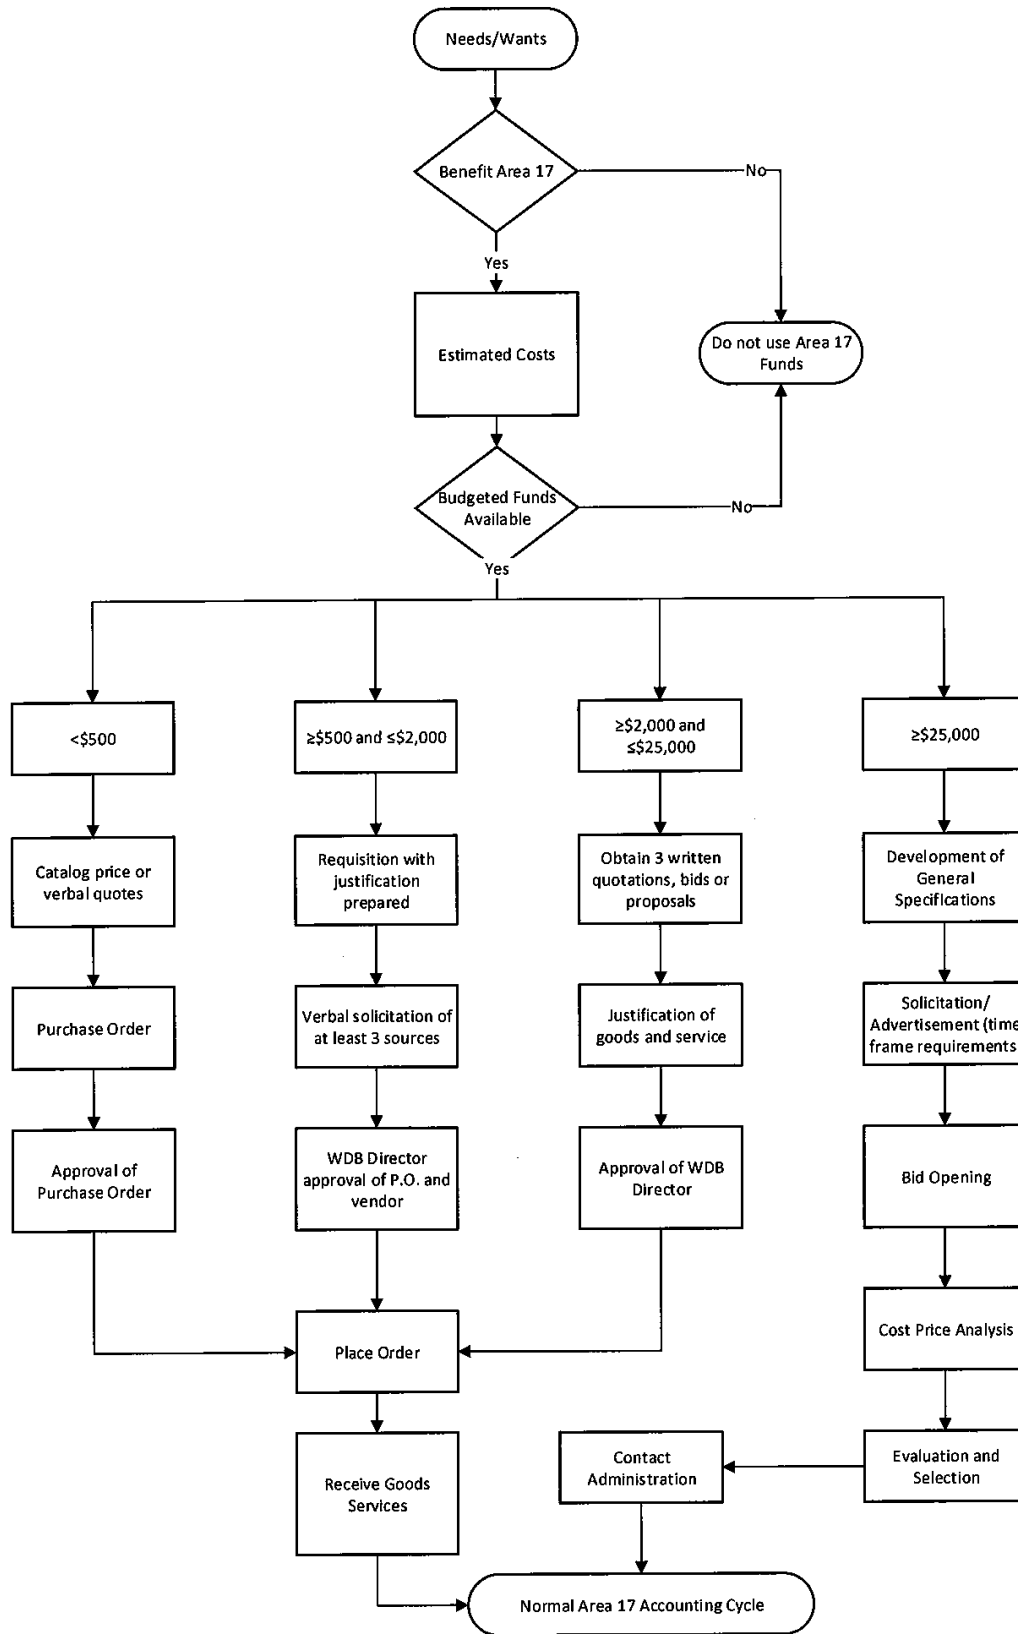 Needs/Wants
Benefit Area 17
No
Yes
Estimated Costs
Do not use Area 17
Funds
Budgeted Funds
Available
No
Yes
<$500
≥$500 and ≤$2,000
≥$2,000 and
≤$25,000
≥$25,000
Catalog price or
verbal quotes
Requisition with
justification
prepared
Obtain 3 written
quotations, bids or
proposals
Development of
General
Specifications
Purchase Order
Verbal solicitation of
at least 3 sources
Justification of
goods and service
Solicitation/
Advertisement (time
frame requirements
Approval of
Purchase Order
WDB Director
approval of P.O. and
vendor
Approval of WDB
Director
Bid Opening
Place Order
Cost Price Analysis
Receive Goods
Services
Contact
Administration
Evaluation and
Selection
Normal Area 17 Accounting Cycle